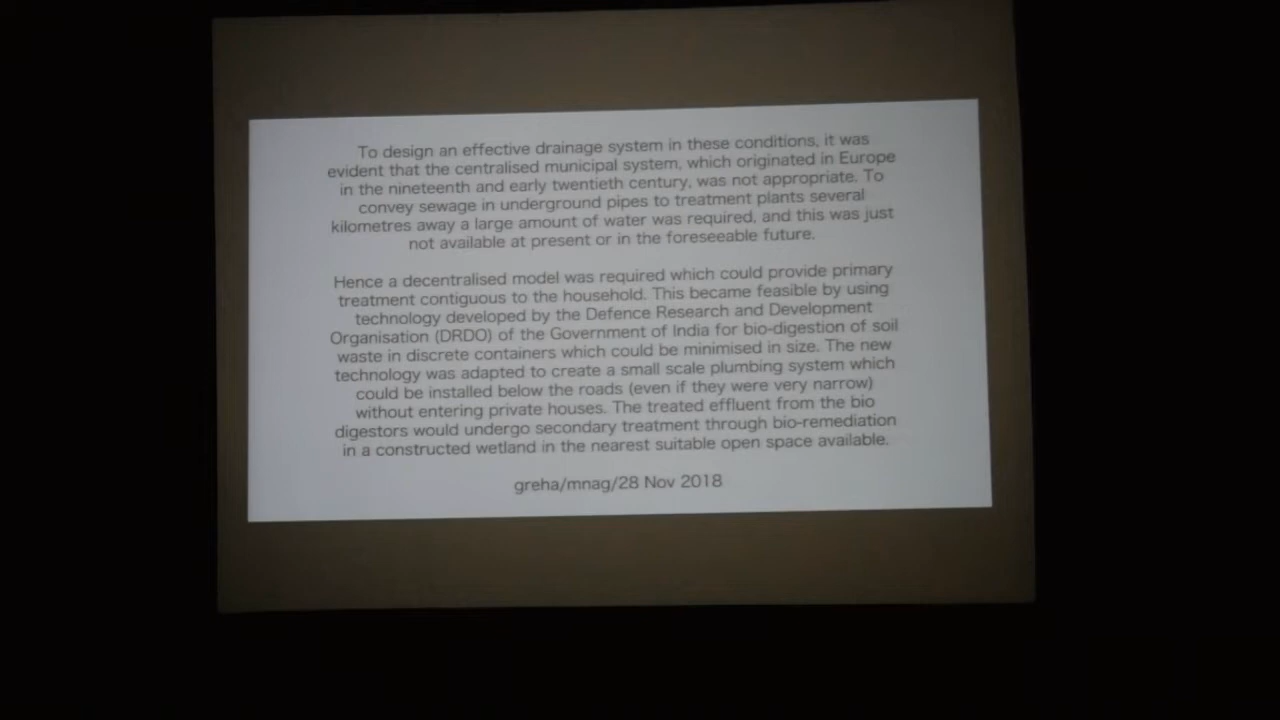 To design an effective drainage system in these conditions, it was
evident that the centralised municipal system, which originated in Europe
in the nineteenth and early twentieth century, was not appropriate. To
convey sewage in underground pipes to treatment plants several
kilometres away a large amount of water was required, and this was just
not available at present or in the foreseeable future.
Hence a decentralised model was required which could provide primary
treatment contiguous to the household. This became feasible by using
technology developed by the Defence Research and Development
Organisation (DRDO) of the Government of India for bio-digestion of soil
waste in discrete containers which could be minimised in size. The new
technology was adapted to create a small scale plumbing system which
could be installed below the roads (even if they were very narrow)
without entering private houses. The treated effluent from the bio
digestors would undergo secondary treatment through bio-remediation
in a constructed wetland in the nearest suitable open space available.
greha/mnag/28 Nov 2018